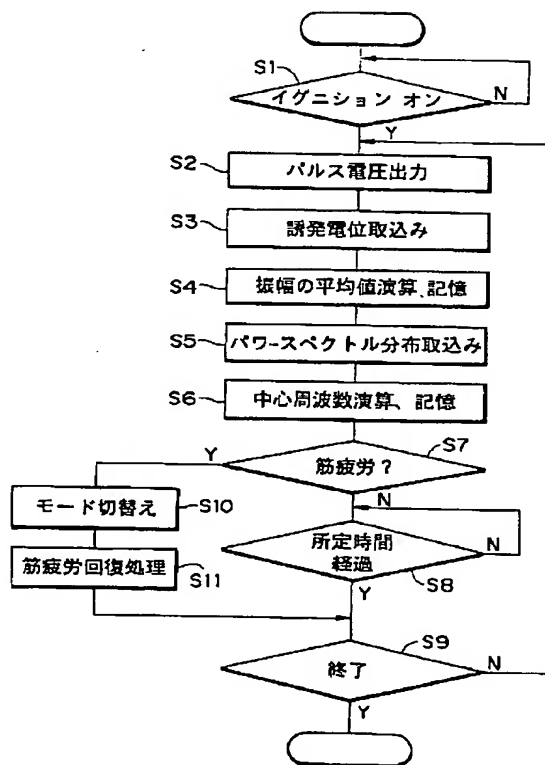 S1
イグニション オン
N
Y
S2
パルス電圧出力
S3
誘発電位取込み
S4
振幅の平均値演算、記憶
S5
パワースペクトル分布取込み
S6
中心周波数演算、記憶
S7
Y
筋疲労?
N
モード切替え
S10
所定時間
経過
N
筋疲労回復処理
S11
S8
Y
S9
終了
N
Y